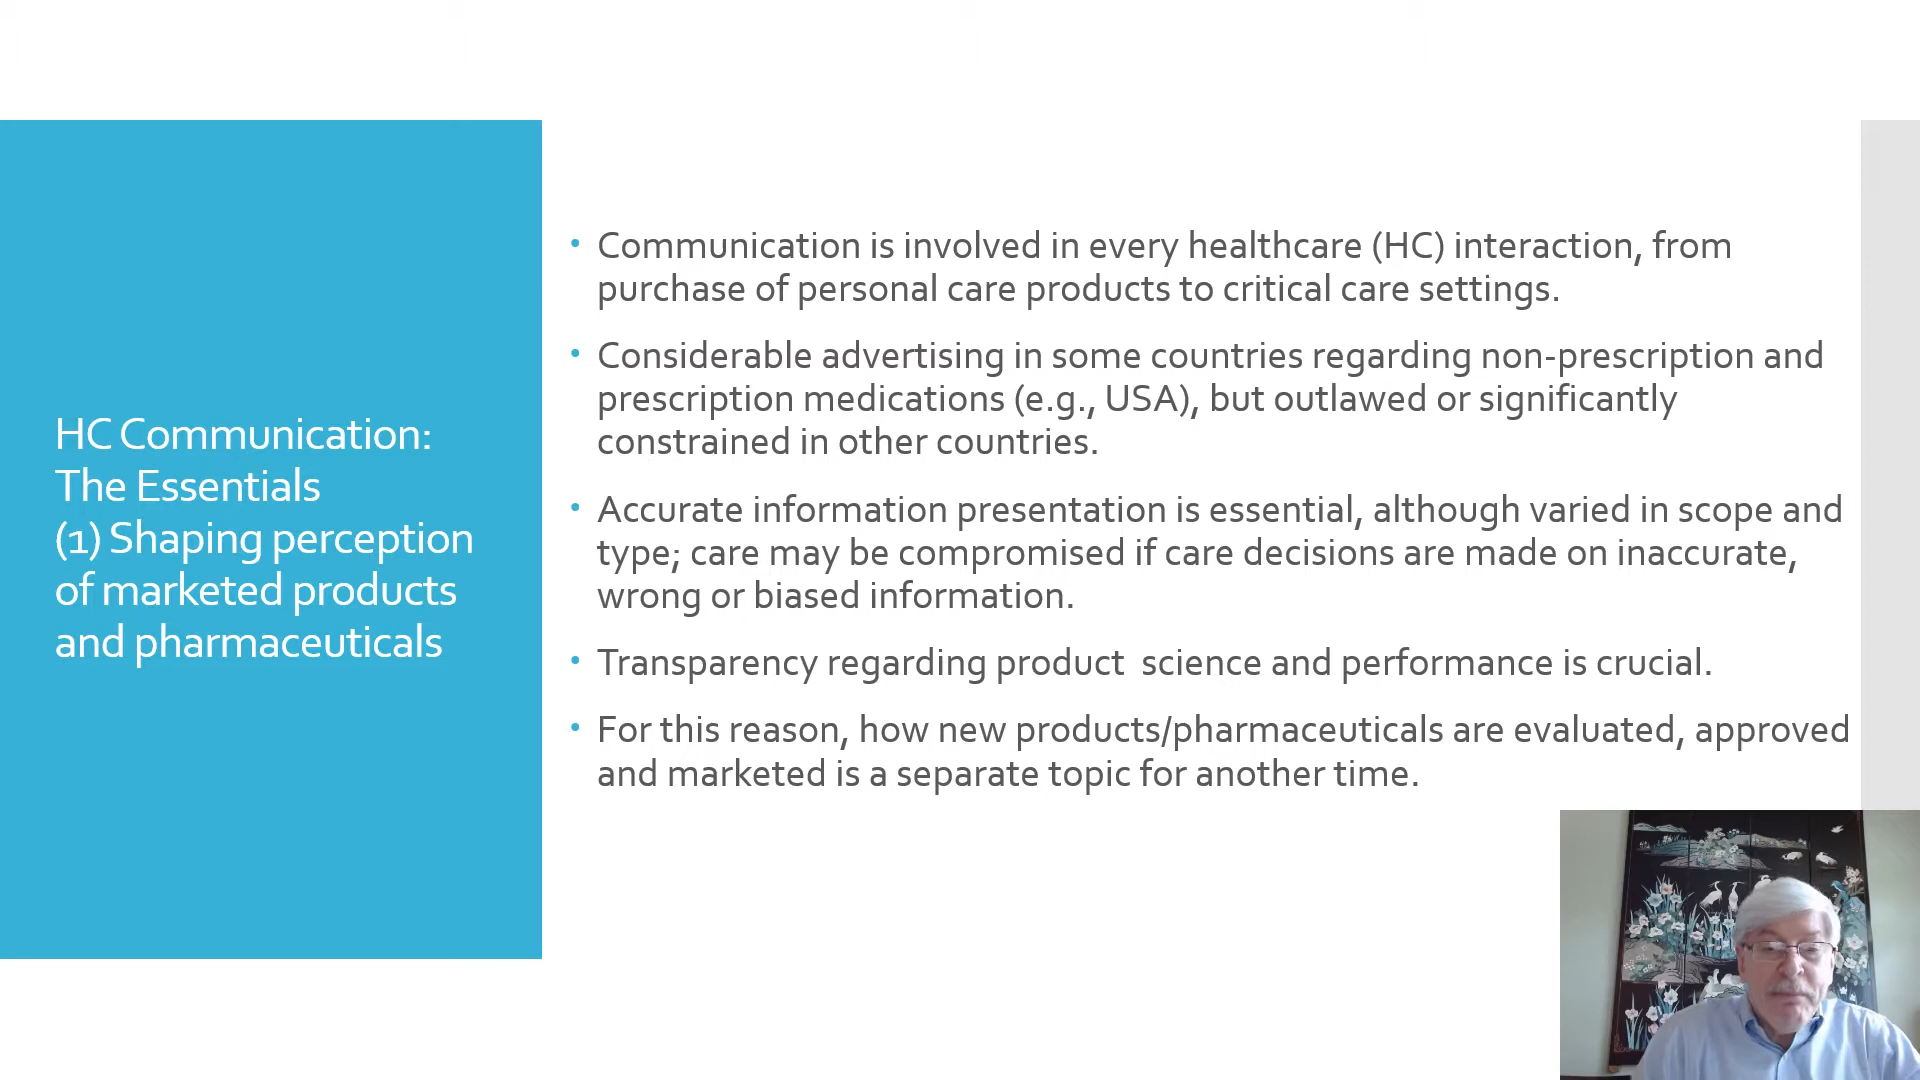 HC Communication:
The Essentials
(1) Shaping perception
of marketed products
and pharmaceuticals
• Communication is involved in every healthcare (HC) interaction, from
purchase of personal care products to critical care settings.
• Considerable advertising in some countries regarding non-prescription and
prescription medications (e.g., USA), but outlawed or significantly
constrained in other countries.
• Accurate information presentation is essential, although varied in scope and
type; care may be compromised if care decisions are made on inaccurate,
wrong or biased information.
• Transparency regarding product  science and performance is crucial.
• For this reason, how new products/pharmaceuticals are evaluated, approved
and marketed is a separate topic for another time.